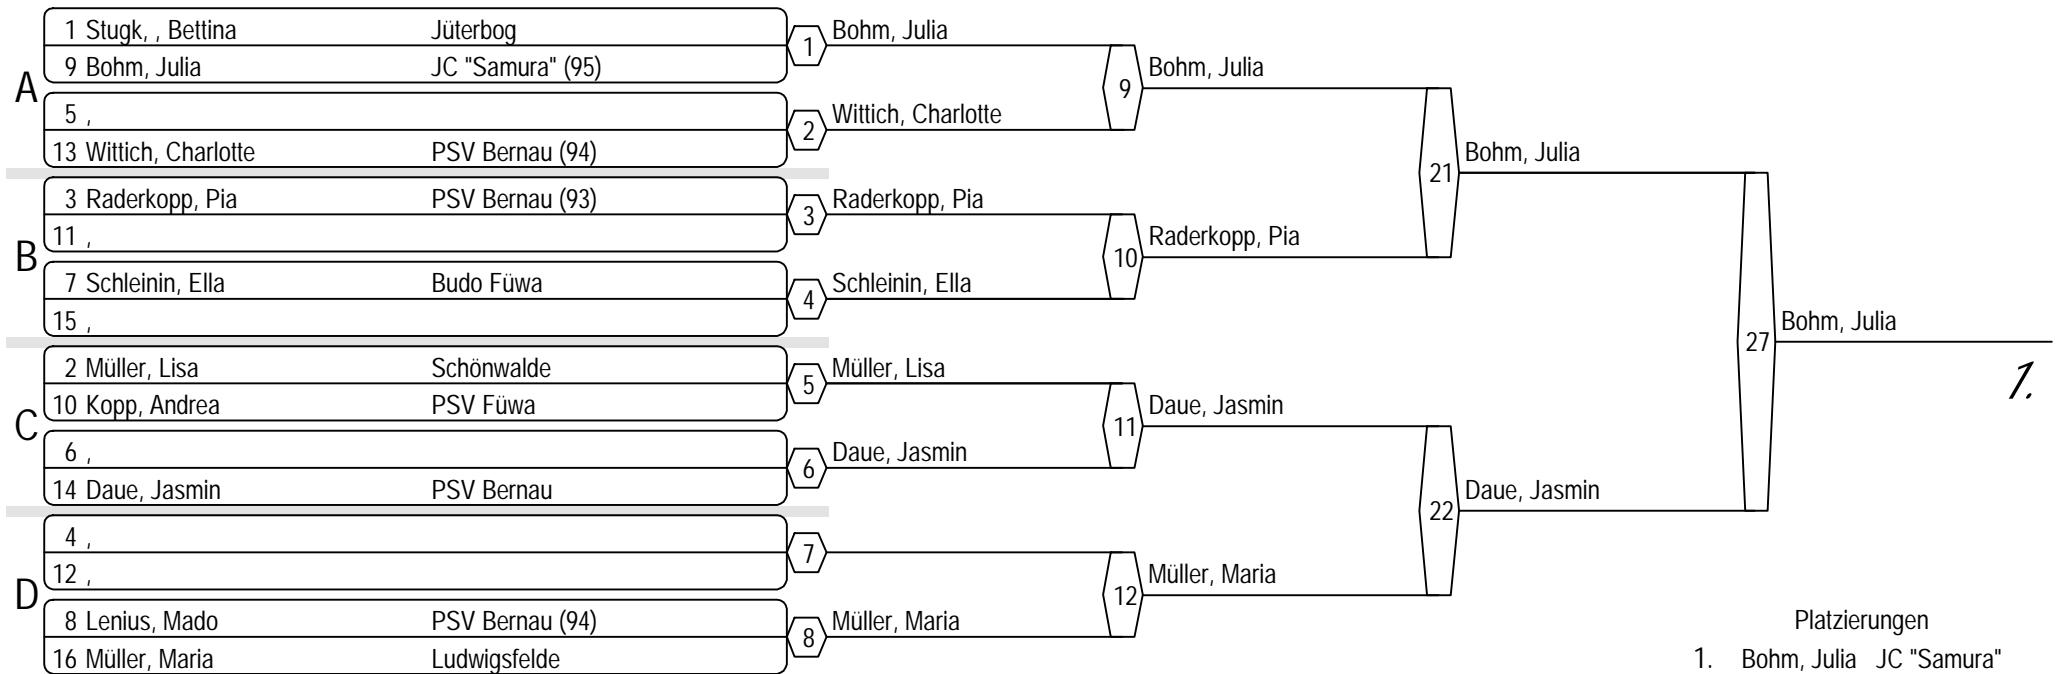 1 Stugk, , Bettina Jüterbog
9 Bohm, Julia JC "Samura" (95)
A
5 ,
13 Wittich, Charlotte PSV Bernau (94)
3 Raderkopp, Pia PSV Bernau (93)
11 ,
B
7 Schleinin, Ella Budo Füwa
15 ,
2 Müller, Lisa Schönwalde
10 Kopp, Andrea PSV Füwa
C
6 ,
14 Daue, Jasmin PSV Bernau
4 ,
12 ,
D
8 Lenius, Mado PSV Bernau (94)
16 Müller, Maria Ludwigsfelde
1 Bohm, Julia
2 Wittich, Charlotte
3 Raderkopp, Pia
4 Schleinin, Ella
5 Müller, Lisa
6 Daue, Jasmin
7
8 Müller, Maria
9 Bohm, Julia
10 Raderkopp, Pia
11 Daue, Jasmin
12 Müller, Maria
21 Bohm, Julia
22 Daue, Jasmin
27 Bohm, Julia
1.
Platzierungen
1. Bohm, Julia JC "Samura"